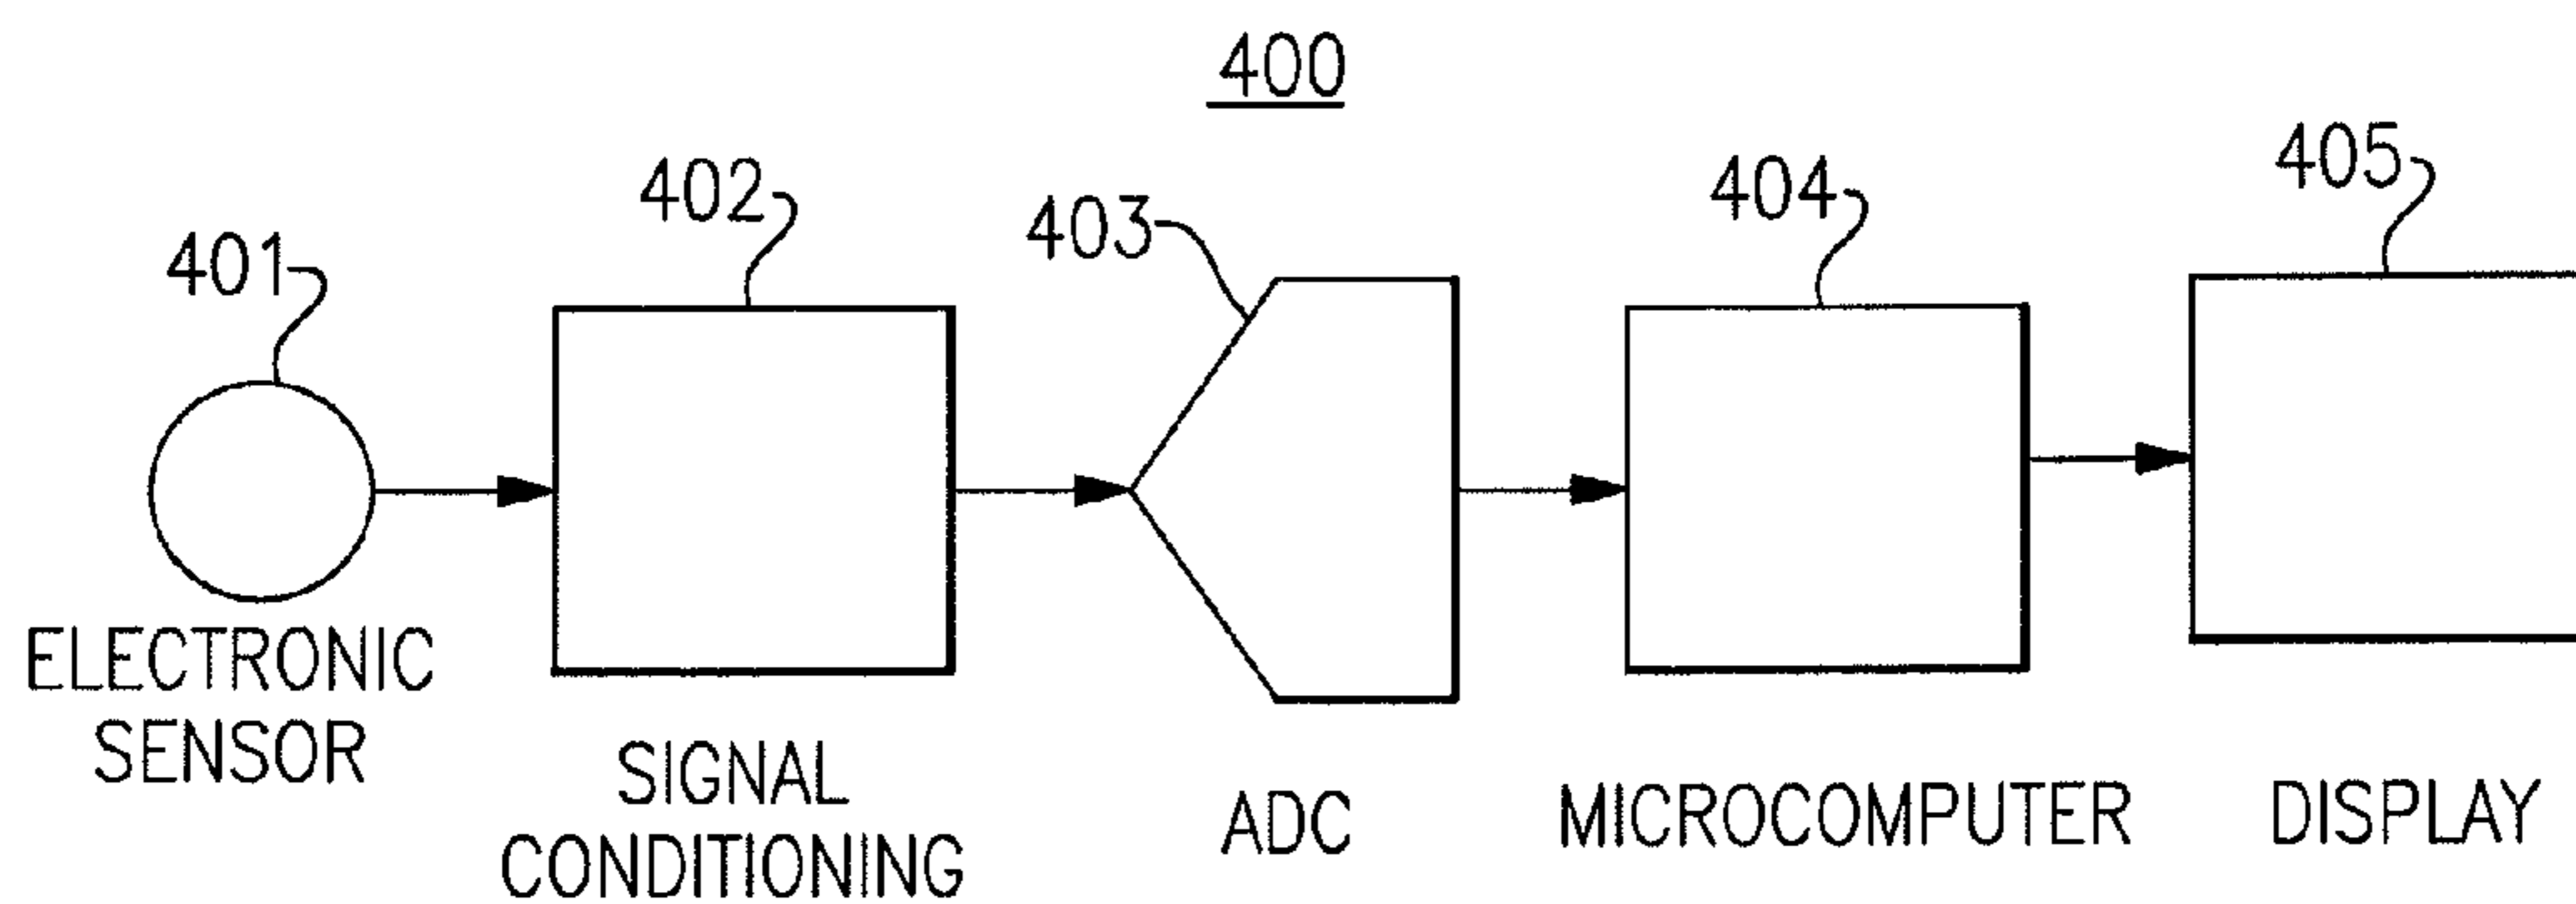 400
401
402
403
404
405
ELECTRONIC
SENSOR
SIGNAL
CONDITIONING
ADC
MICROCOMPUTER
DISPLAY